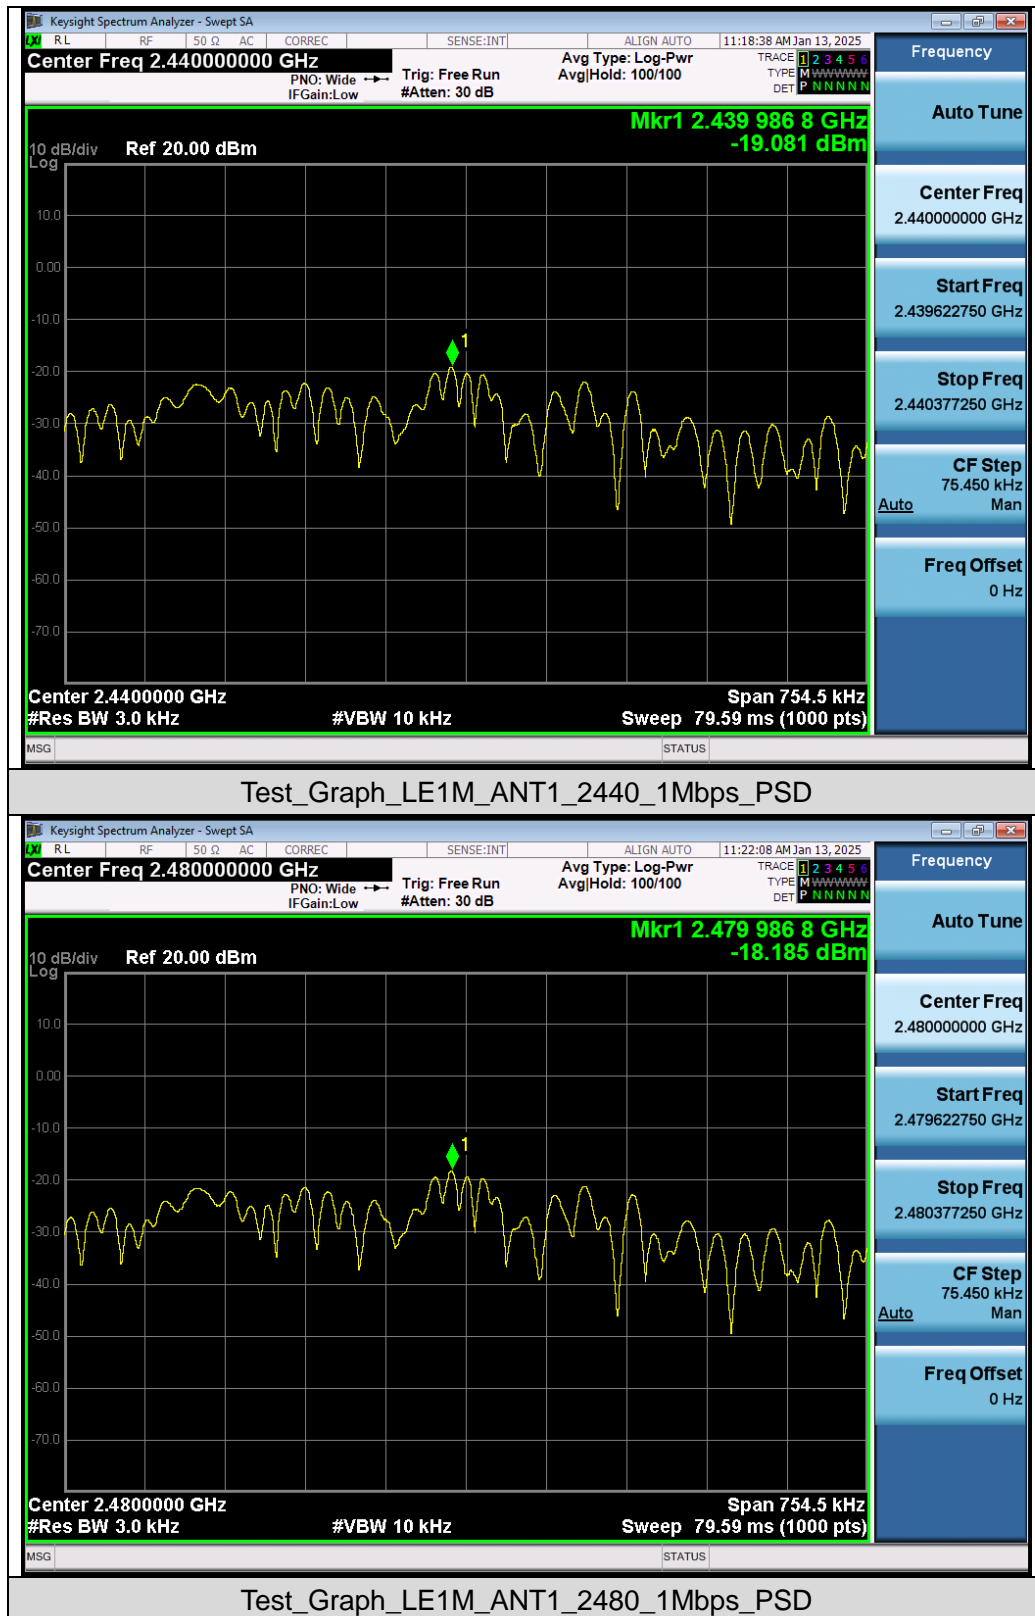 Keysight Spectrum Analyzer - Swept SA
LXI RL RF 50 Ω AC CORREC SENSE:INT ALIGN AUTO 11:18:38 AM Jan 13, 2025
Center Freq 2.440000000 GHz
PNO: Wide Trig: Free Run Avg Type: Log-Pwr TRACE 1 2 3 4 5 6
IFGain:Low #Atten: 30 dB Avg|Hold: 100/100 TYPE M WWWWW
DET P N N N N N
Frequency
Mkr1 2.439 986 8 GHz
-19.081 dBm
10 dB/div Ref 20.00 dBm
Log
10.0
0.00
-10.0
-20.0
-30.0
-40.0
-50.0
-60.0
-70.0
1
Center 2.4400000 GHz Span 754.5 kHz
#Res BW 3.0 kHz #VBW 10 kHz Sweep 79.59 ms (1000 pts)
Auto Tune
Center Freq
2.440000000 GHz
Start Freq
2.439622750 GHz
Stop Freq
2.440377250 GHz
CF Step
75.450 kHz
Auto Man
Freq Offset
0 Hz
MSG STATUS
Test_Graph_LE1M_ANT1_2440_1Mbps_PSD
Keysight Spectrum Analyzer - Swept SA
LXI RL RF 50 Ω AC CORREC SENSE:INT ALIGN AUTO 11:22:08 AM Jan 13, 2025
Center Freq 2.480000000 GHz
PNO: Wide Trig: Free Run Avg Type: Log-Pwr TRACE 1 2 3 4 5 6
IFGain:Low #Atten: 30 dB Avg|Hold: 100/100 TYPE M WWWWW
DET P N N N N N
Frequency
Mkr1 2.479 986 8 GHz
-18.185 dBm
10 dB/div Ref 20.00 dBm
Log
10.0
0.00
-10.0
-20.0
-30.0
-40.0
-50.0
-60.0
-70.0
1
Center 2.4800000 GHz Span 754.5 kHz
#Res BW 3.0 kHz #VBW 10 kHz Sweep 79.59 ms (1000 pts)
Auto Tune
Center Freq
2.480000000 GHz
Start Freq
2.479622750 GHz
Stop Freq
2.480377250 GHz
CF Step
75.450 kHz
Auto Man
Freq Offset
0 Hz
MSG STATUS
Test_Graph_LE1M_ANT1_2480_1Mbps_PSD